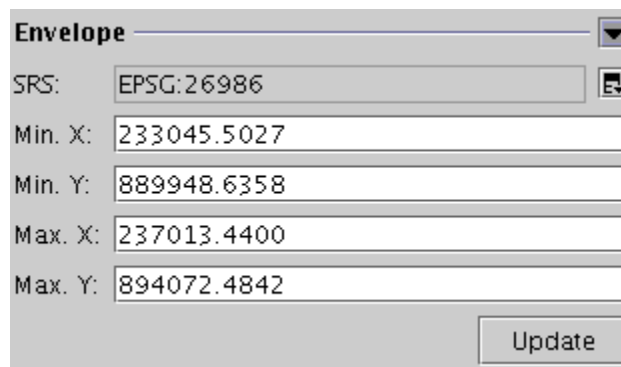 Envelope
SRS: EPSG:26986
Min. X: 233045.5027
Min. Y: 889948.6358
Max. X: 237013.4400
Max. Y: 894072.4842
Update